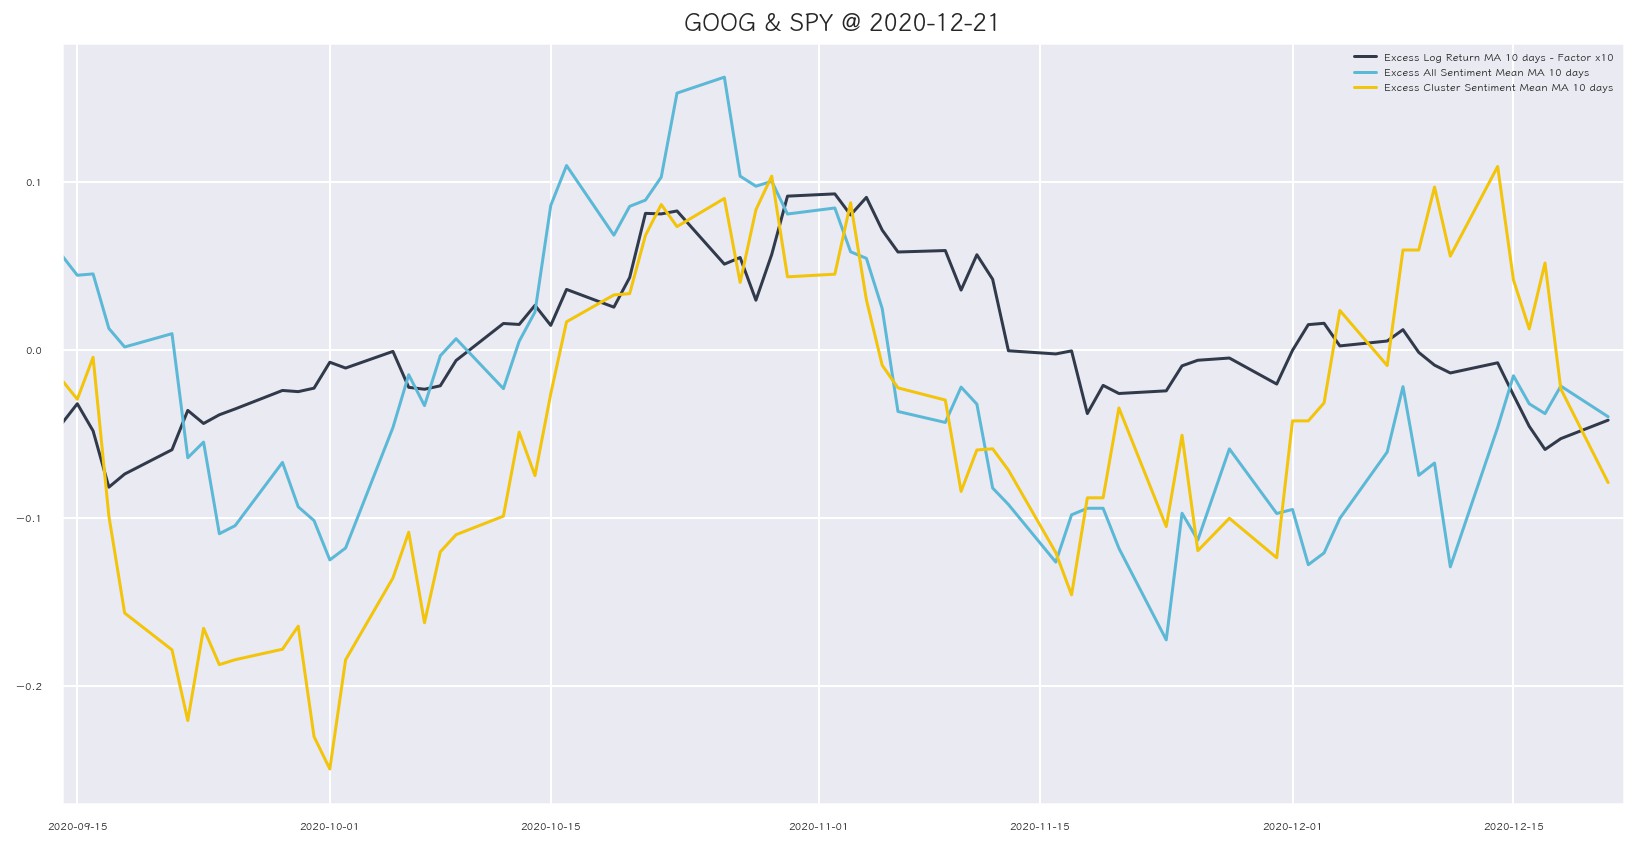 GOOG & SPY @ 2020-12-21
Excess Log Return MA 10 days - Factor x10
Excess All Sentiment Mean MA 10 days
Excess Cluster Sentiment Mean MA 10 days
0.1
0.0
−0.1
−0.2
2020-09-15
2020-10-01
2020-10-15
2020-11-01
2020-11-15
2020-12-01
2020-12-15